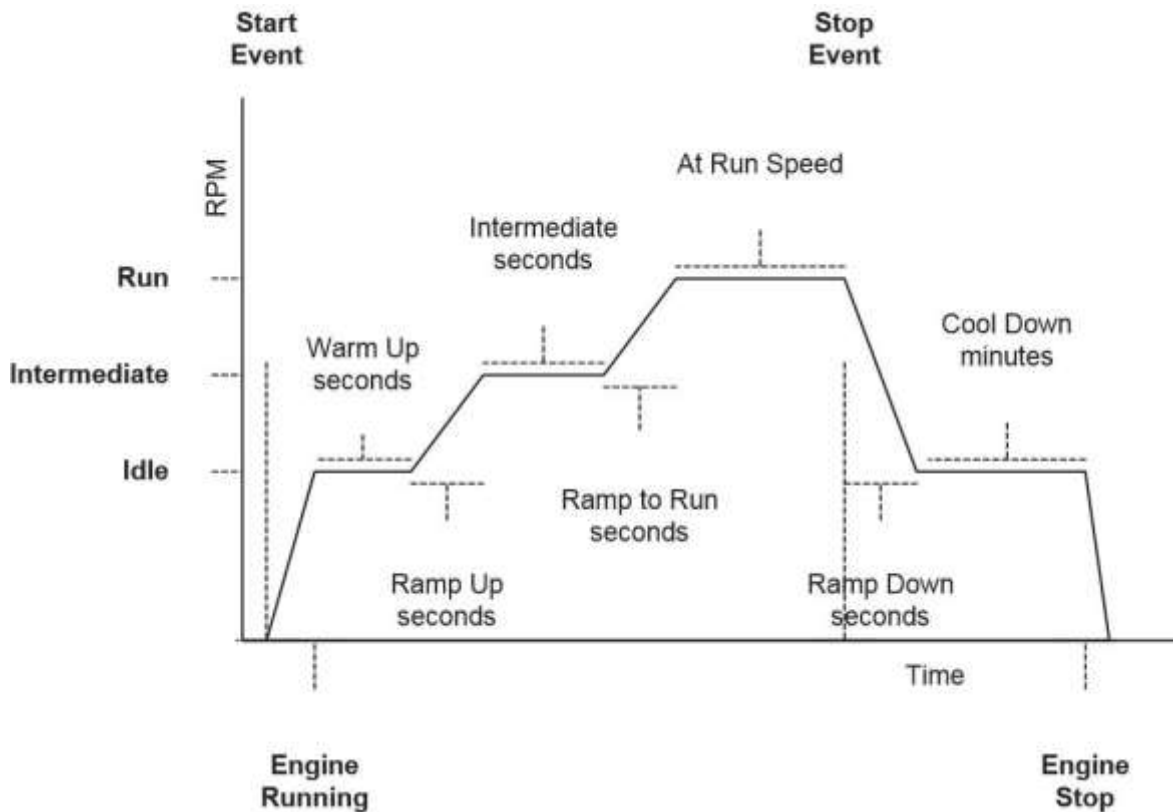 Start
Event
Stop
Event
RPM
At Run Speed
Intermediate
seconds
Run
Cool Down
minutes
Warm Up
seconds
Intermediate
Idle
Ramp to Run
seconds
Ramp Up
seconds
Ramp Down
seconds
Time
Engine
Running
Engine
Stop